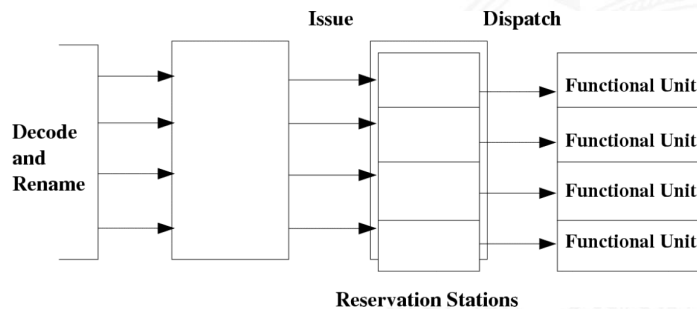 Issue
Dispatch
Decode
and
Rename
Functional Unit
Functional Unit
Functional Unit
Functional Unit
Reservation Stations